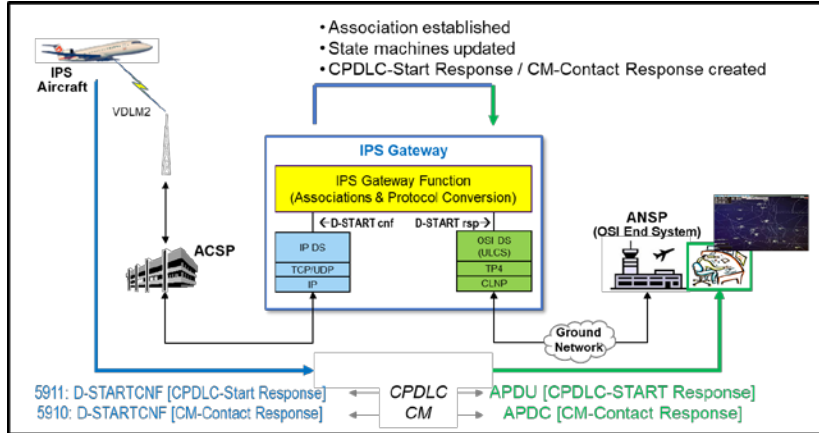 • Association established
• State machines updated
• CPDLC-Start Response / CM-Contact Response created
IPS
Aircraft
VDLM2
IPS Gateway
IPS Gateway Function
(Associations & Protocol Conversion)
←D-START cnf
D-START rsp→
ANSP
(OSI End System)
ACSP
IP DS
TCP/UDP
IP
OSI DS
(ULCS)
TP4
CLNP
Ground
Network
5911: D-STARTCNF [CPDLC-Start Response]
CPDLC
APDU [CPDLC-START Response]
5910: D-STARTCNF [CM-Contact Response]
CM
APDC [CM-Contact Response]